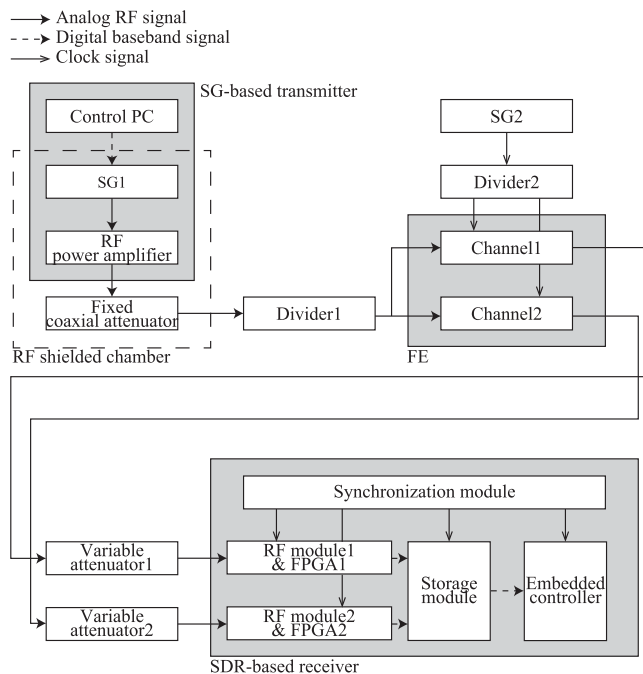 Analog RF signal
Digital baseband signal
Clock signal
SG-based transmitter
Control PC
SG1
RF
power amplifier
Fixed
coaxial attenuator
RF shielded chamber
Divider1
SG2
Divider2
Channel1
Channel2
FE
Synchronization module
Variable
attenuator1
RF module1
& FPGA1
Storage
module
Embedded
controller
Variable
attenuator2
RF module2
& FPGA2
SDR-based receiver